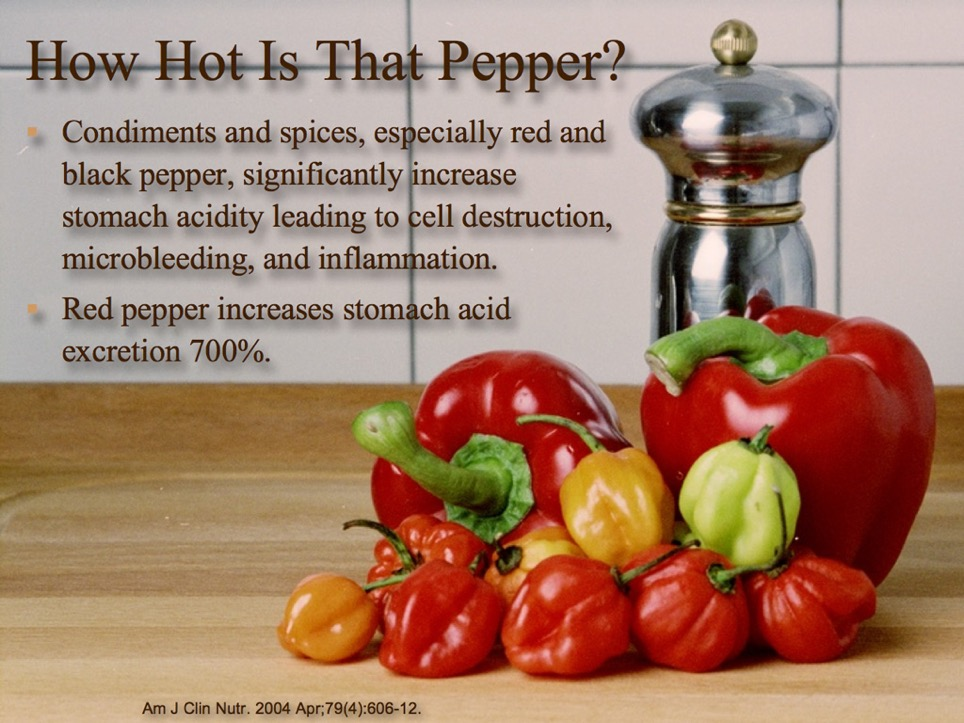 How Hot Is That Pepper?
Condiments and spices, especially red and
black pepper, significantly increase
stomach acidity leading to cell destruction,
microbleeding, and inflammation.
Red pepper increases stomach acid
excretion 700%.
Am J Clin Nutr. 2004 Apr;79(4):606-12.